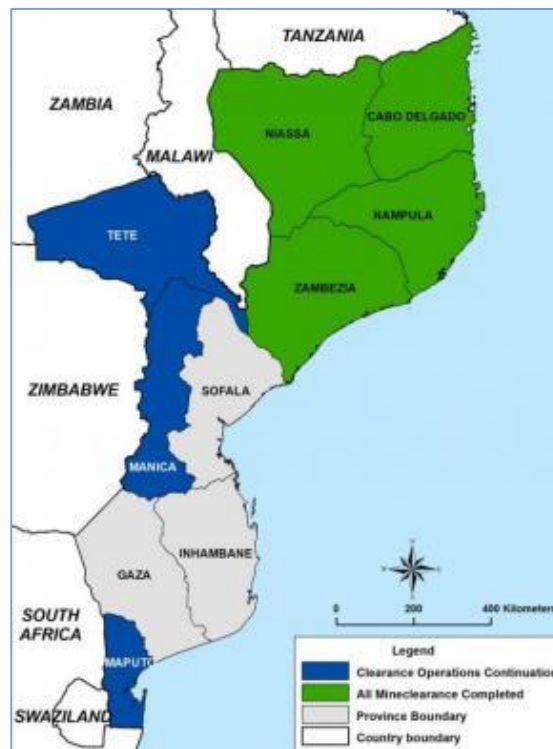 TANZANIA
ZAMBIA
CABO DELGADO
NIASSA
MALAWI
NAMPULA
TETE
ZAMBEZIA
ZIMBABWE
SOFALA
MANICA
INHAMBANE
GAZA
0 200 400 Kilometers
SOUTH
AFRICA
MAPUTO
SWAZILAND
Legend
Clearance Operations Continuation
All Mineclearance Completed
Province Boundary
Country boundary